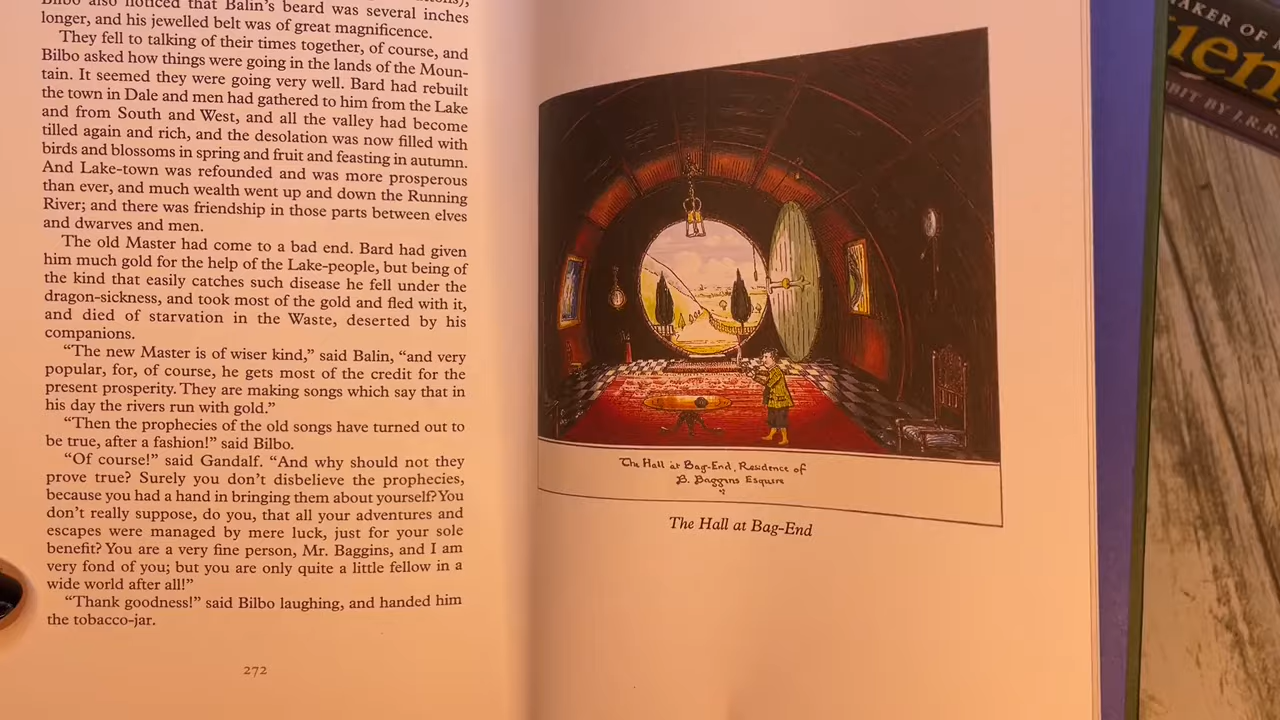 Bilbo also noticed that Balin's beard was several inches
longer, and his jewelled belt was of great magnificence.
They fell to talking of their times together, of course, and
Bilbo asked how things were going in the lands of the Moun-
tain. It seemed they were going very well. Bard had rebuilt
the town in Dale and men had gathered to him from the Lake
and from South and West, and all the valley had become
tilled again and rich, and the desolation was now filled with
birds and blossoms in spring and fruit and feasting in autumn.
And Lake-town was refounded and was more prosperous
than ever, and much wealth went up and down the Running
River; and there was friendship in those parts between elves
and dwarves and men.
The old Master had come to a bad end. Bard had given
him much gold for the help of the Lake-people, but being of
the kind that easily catches such disease he fell under the
dragon-sickness, and took most of the gold and fled with it,
and died of starvation in the Waste, deserted by his
companions.
"The new Master is of wiser kind," said Balin, "and very
popular, for, of course, he gets most of the credit for the
present prosperity. They are making songs which say that in
his day the rivers run with gold."
"Then the prophecies of the old songs have turned out to
be true, after a fashion!" said Bilbo.
"Of course!" said Gandalf. "And why should not they
prove true? Surely you don't disbelieve the prophecies,
because you had a hand in bringing them about yourself? You
don't really suppose, do you, that all your adventures and
escapes were managed by mere luck, just for your sole
benefit? You are a very fine person, Mr. Baggins, and I am
very fond of you; but you are only quite a little fellow in a
wide world after all!"
"Thank goodness!" said Bilbo laughing, and handed him
the tobacco-jar.
272
The Hall at Bag-End, Residence of
B. Baggins Esquire
The Hall at Bag-End
AKER OF
BIT BY J.R.R